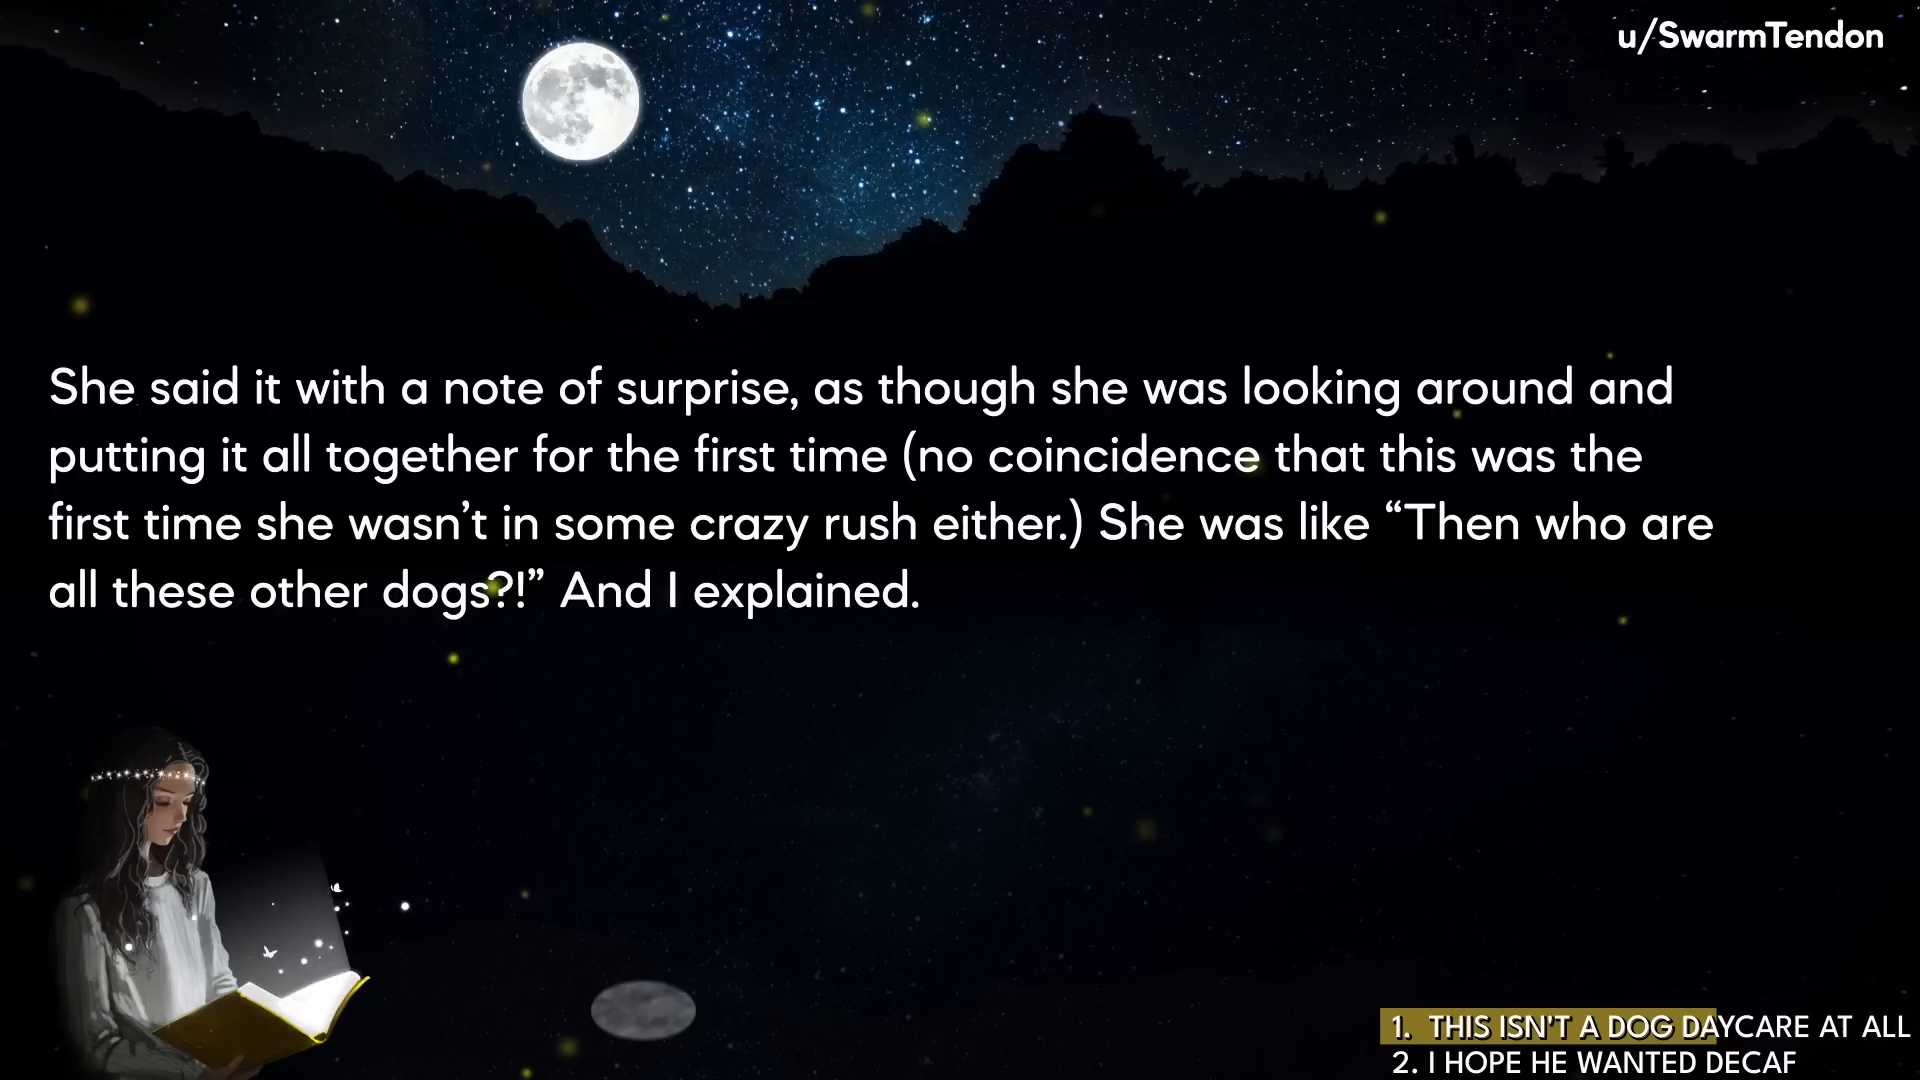 u/SwarmTendon
She said it with a note of surprise, as though she was looking around and
putting it all together for the first time (no coincidence that this was the
first time she wasn’t in some crazy rush either.) She was like “Then who are
all these other dogs?!” And I explained.
1. THIS ISN'T A DOG DAYCARE AT ALL
2. I HOPE HE WANTED DECAF